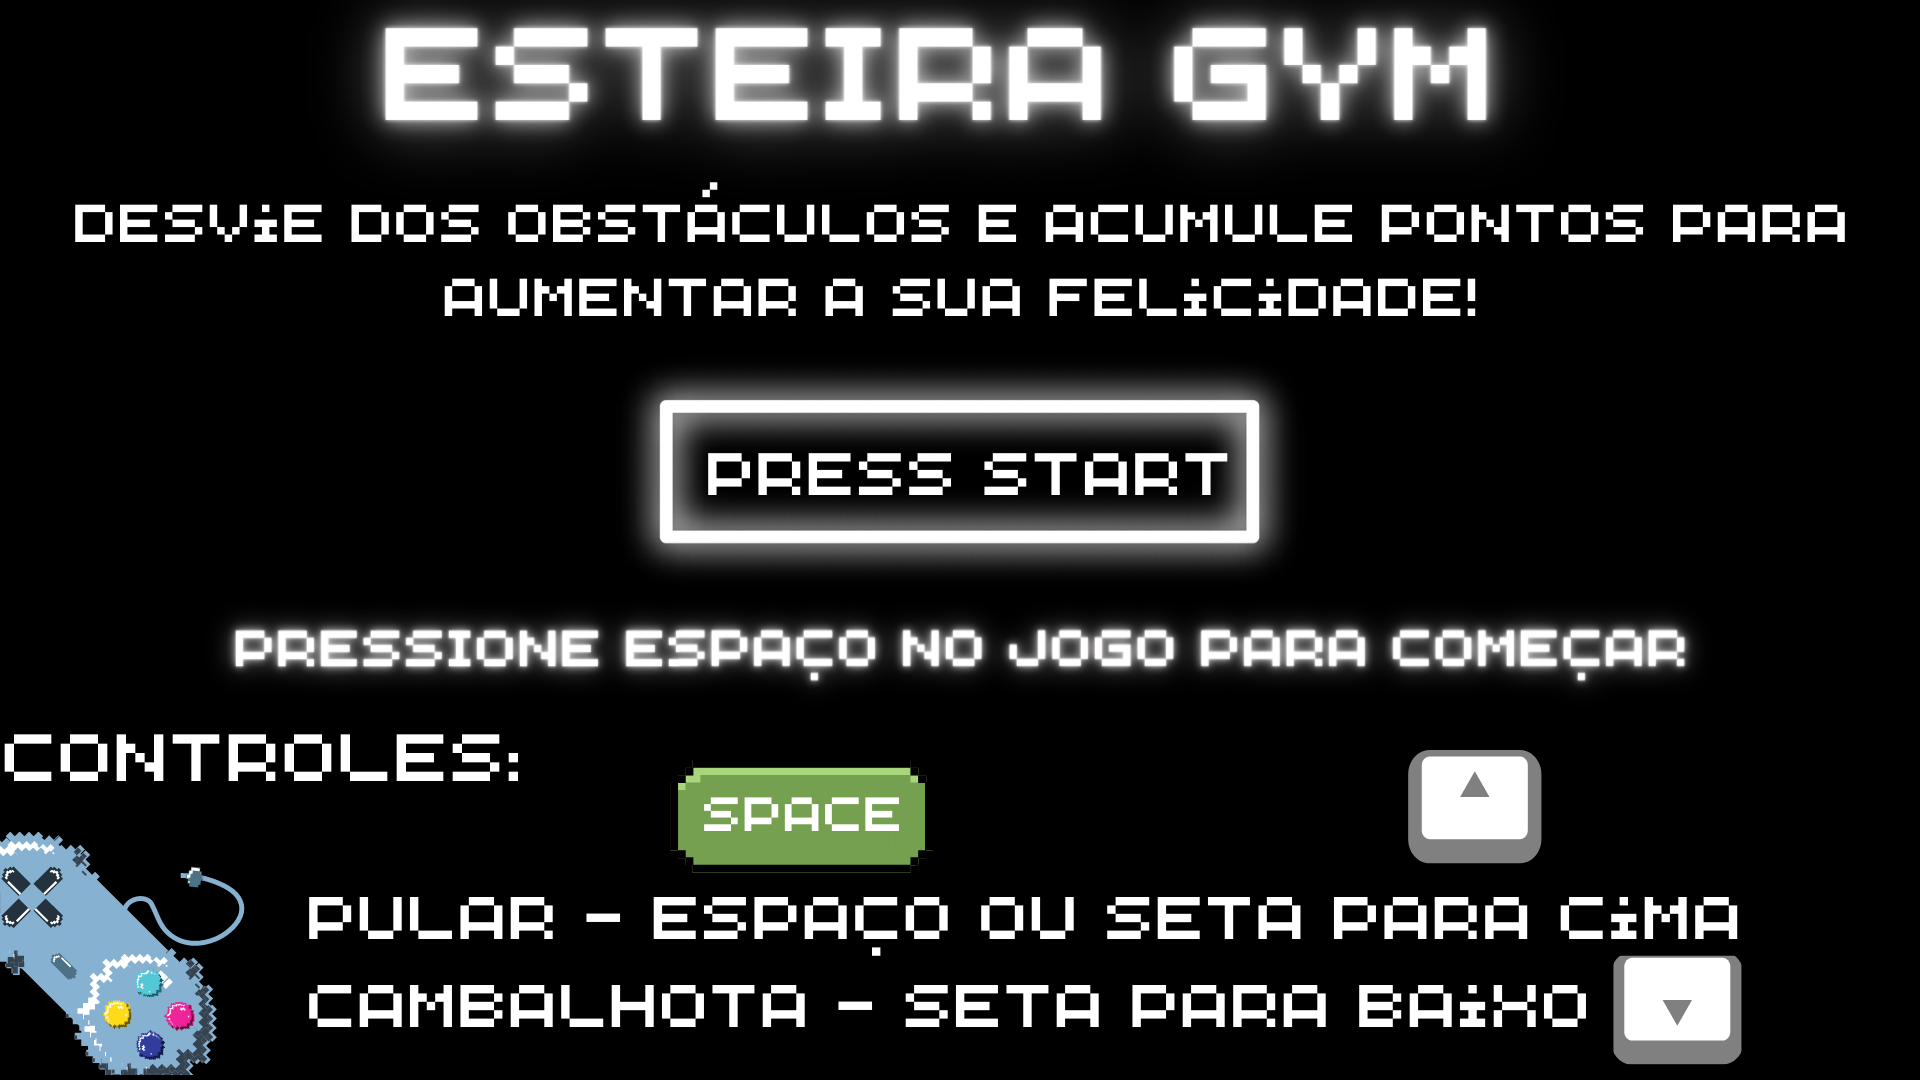 ESTEIRA GYM
DESViE DOS OBSTÁCULOS E ACUMULE PONTOS PARA
AUMENTAR A SUA FELiCiDADE!
PRESS START
PRESSIONE ESPAÇO NO JOGO PARA COMEÇAR
CONTROLES:
SPACE
PULAR - ESPAÇO OU SETA PARA CiMA
CAMBALHOTA - SETA PARA BAiXO